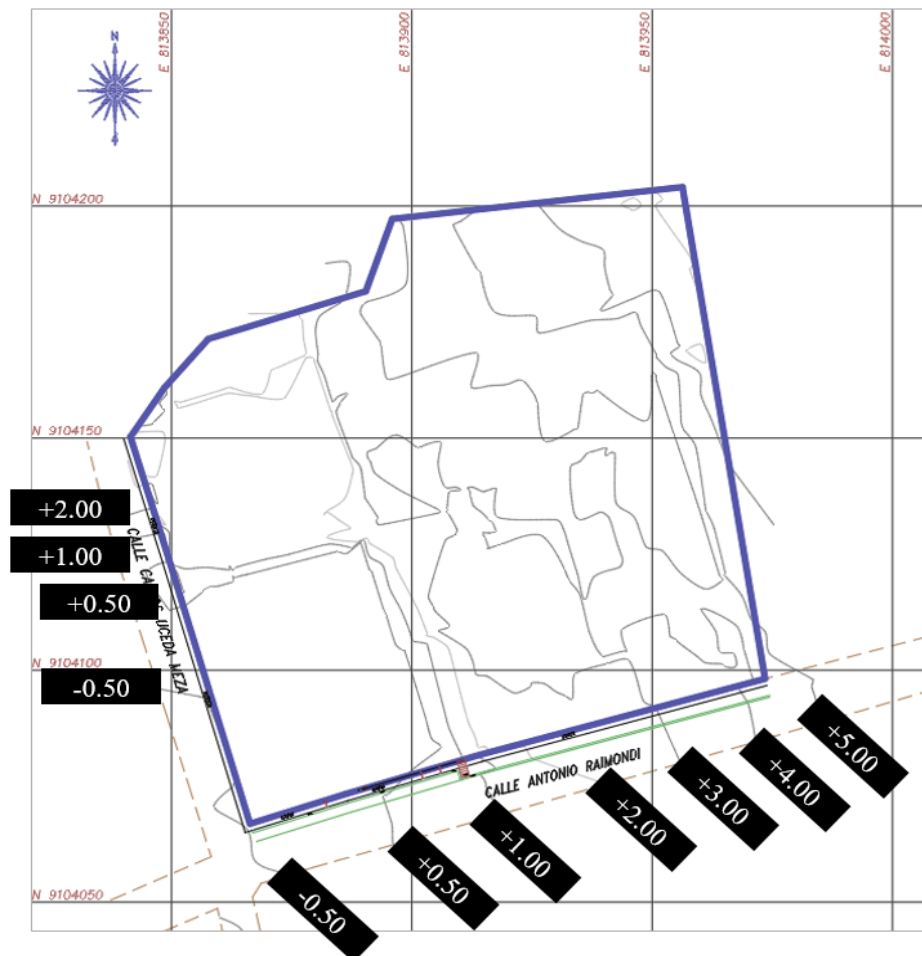 E 813850
E 813900
E 813950
E 814000
N
N 9104200
N 9104150
+2.00
+1.00
+0.50
-0.50
N 9104100
+5.00
+4.00
+3.00
+2.00
+1.00
+0.50
-0.50
CALLE ANTONIO RAIMONDI
CALLE UCEDA MEZA
N 9104050